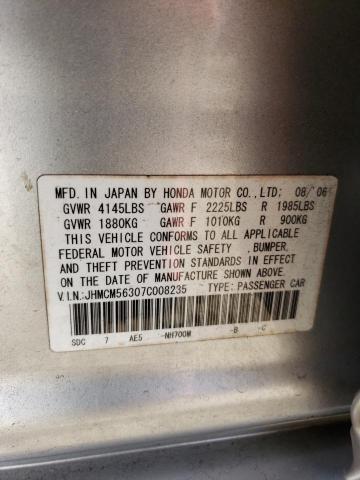 MFD. IN JAPAN BY HONDA MOTOR CO., LTD: 08/ 06
GVWR 4145LBS GAWR F 2225LBS R 1985LBS
GVWR 1880KG GAWR F 1010KG R 900KG
THIS VEHICLE CONFORMS TO ALL APPLICABLE
FEDERAL MOTOR VEHICLE SAFETY ,BUMPER,
AND THEFT PREVENTION STANDARDS IN EFFECT
ON THE DATE OF MANUFACTURE SHOWN ABOVE.
V.I.N.:JHMCM56307C008235 TYPE: PASSENGER CAR
SDC 7 AE5 -NH700M -B -C